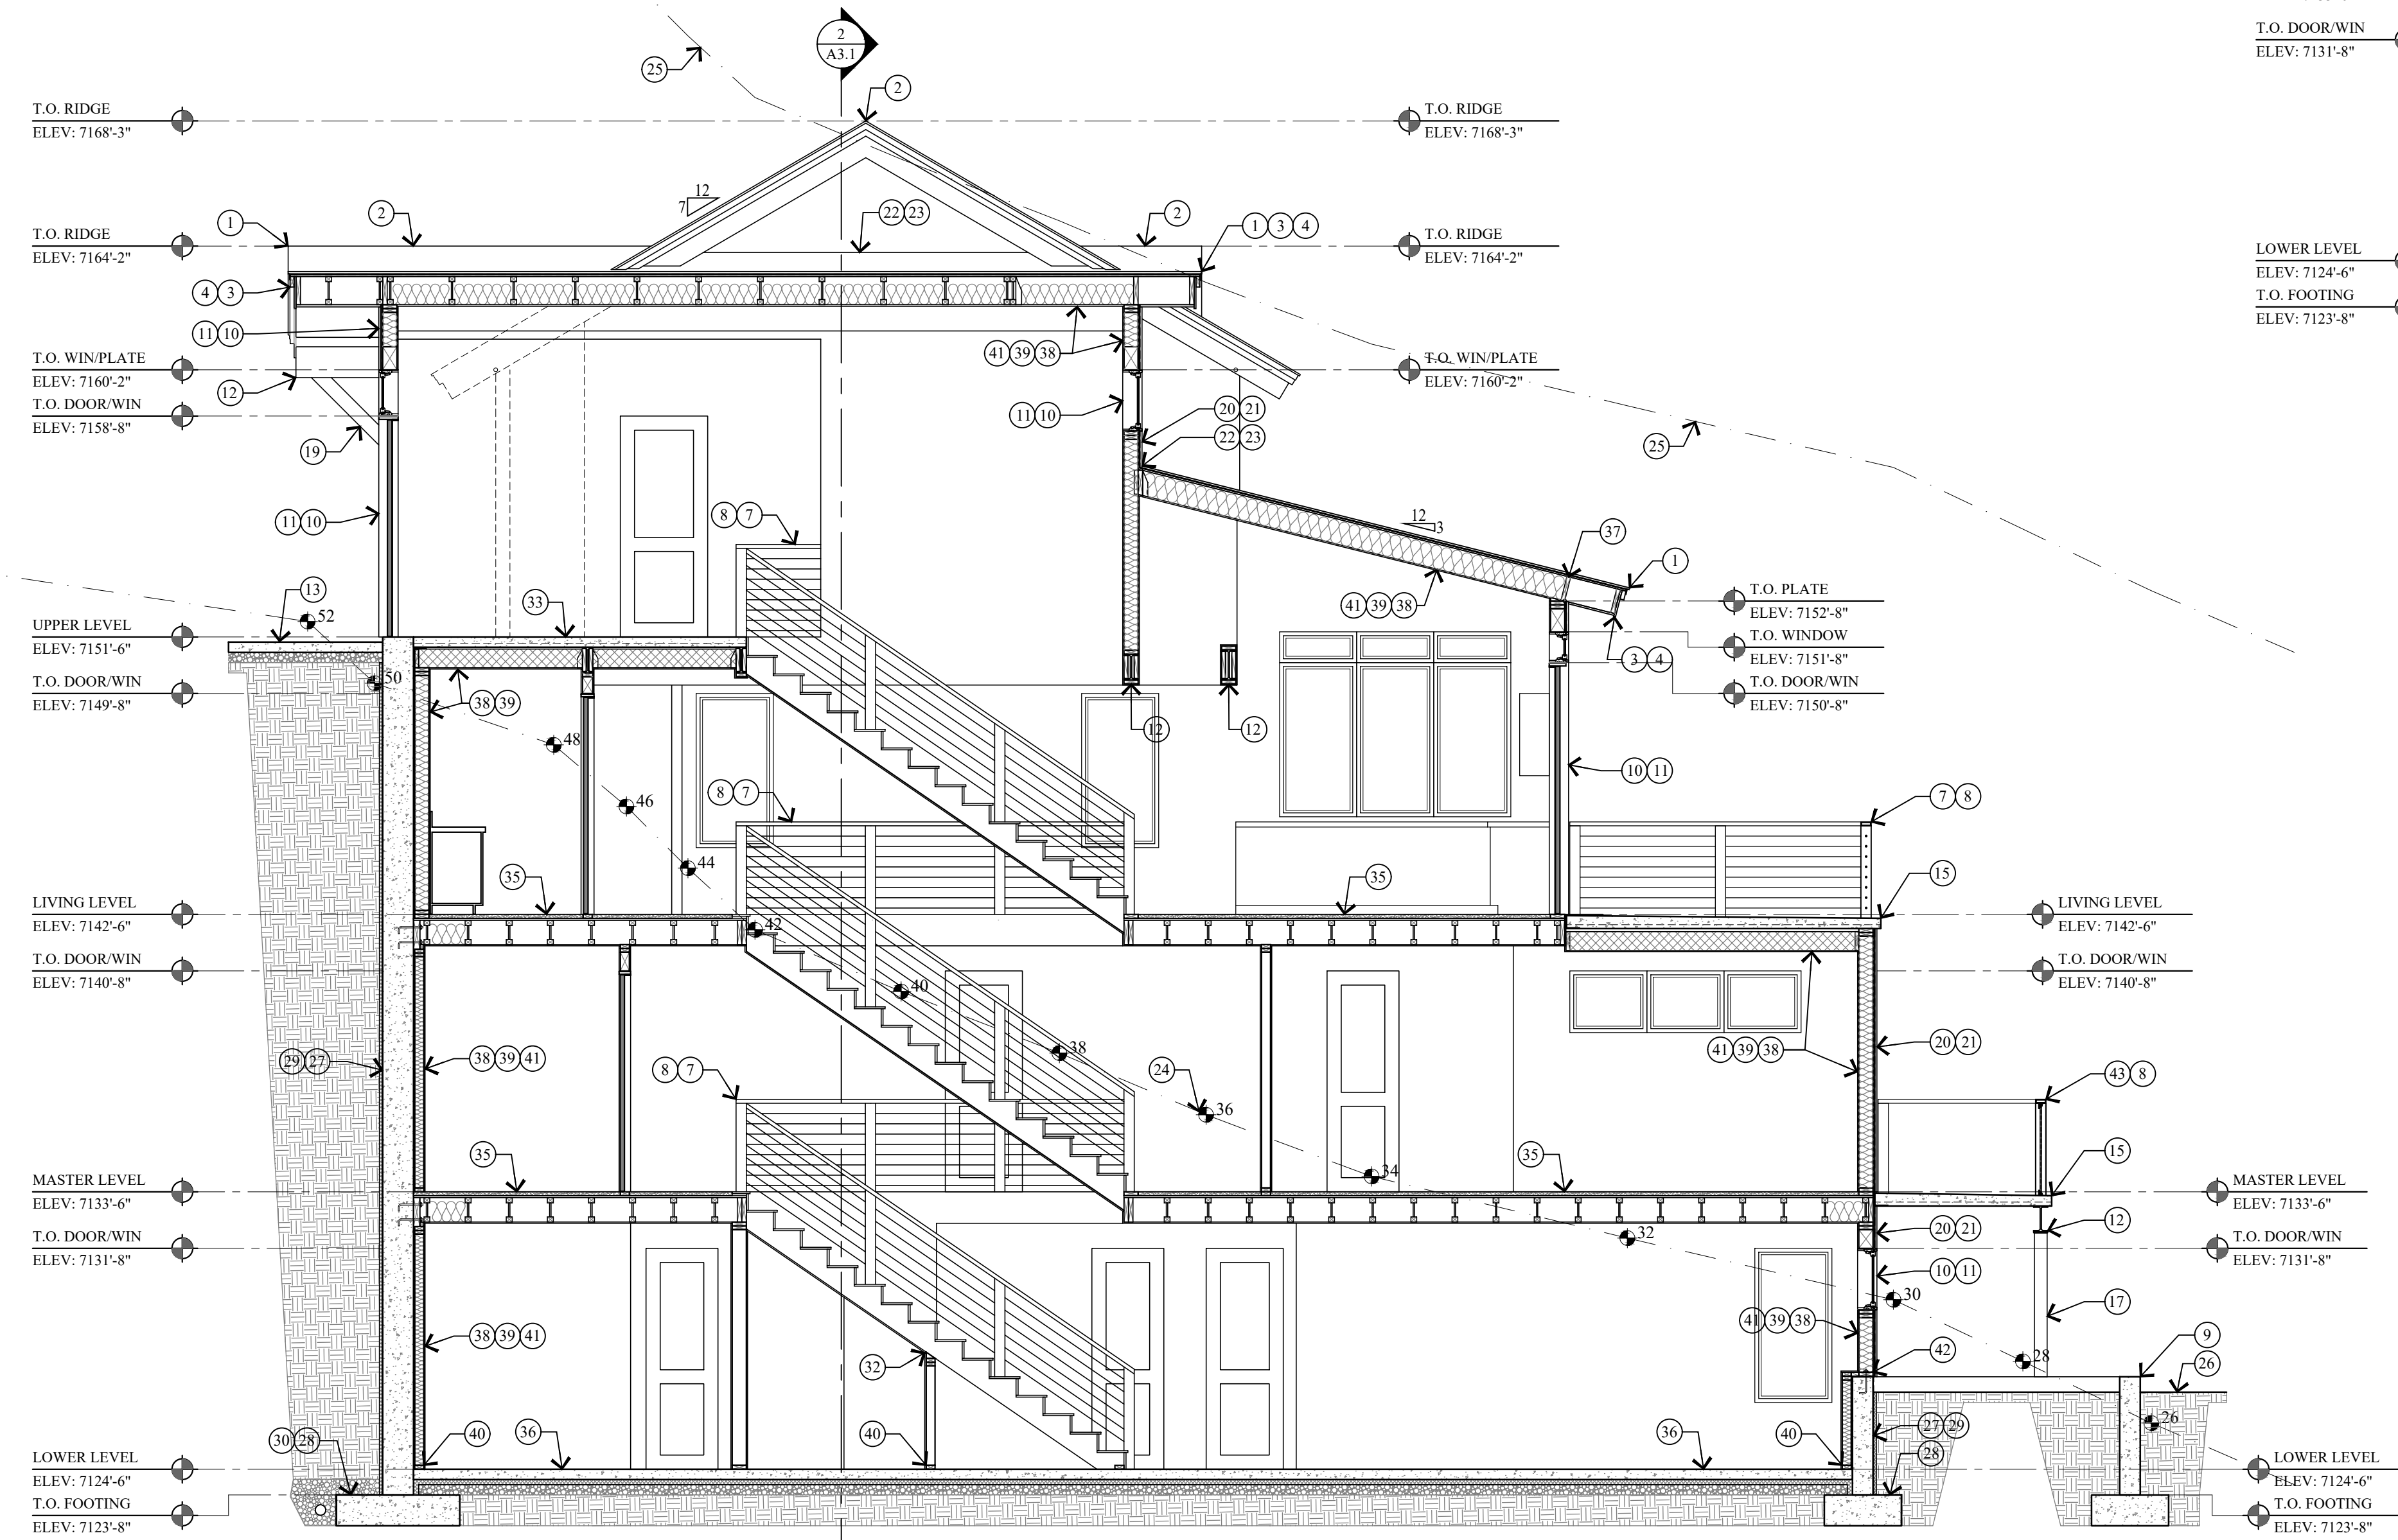 T.O. DOOR/WIN
ELEV: 7131'-8"
2
A3.1
25
2
T.O. RIDGE
ELEV: 7168'-3"
T.O. RIDGE
ELEV: 7168'-3"
12
7
1
2
22 23
2
1 3 4
T.O. RIDGE
ELEV: 7164'-2"
T.O. RIDGE
ELEV: 7164'-2"
LOWER LEVEL
ELEV: 7124'-6"
4 3
T.O. FOOTING
ELEV: 7123'-8"
11 10
41 39 38
T.O. WIN/PLATE
ELEV: 7160'-2"
T.O. WIN/PLATE
ELEV: 7160'-2"
12
T.O. DOOR/WIN
ELEV: 7158'-8"
11 10
20 21
22 23
19
25
11 10
8 7
12
3
37
1
13
33
41 39 38
T.O. PLATE
ELEV: 7152'-8"
52
UPPER LEVEL
ELEV: 7151'-6"
T.O. WINDOW
ELEV: 7151'-8"
3 4
T.O. DOOR/WIN
ELEV: 7149'-8"
50
38 39
T.O. DOOR/WIN
ELEV: 7150'-8"
12
12
48
10 11
46
8 7
7 8
44
35
35
15
LIVING LEVEL
ELEV: 7142'-6"
42
LIVING LEVEL
ELEV: 7142'-6"
T.O. DOOR/WIN
ELEV: 7140'-8"
40
T.O. DOOR/WIN
ELEV: 7140'-8"
29 27
38 39 41
38
41 39 38
20 21
8 7
24
43 8
36
35
35
34
15
MASTER LEVEL
ELEV: 7133'-6"
MASTER LEVEL
ELEV: 7133'-6"
T.O. DOOR/WIN
ELEV: 7131'-8"
32
20 21
12
T.O. DOOR/WIN
ELEV: 7131'-8"
10 11
30
17
38 39 41
41 39 38
9
42
28
26
32
26
30 28
40
36
40
36
40
27 29
28
LOWER LEVEL
ELEV: 7124'-6"
LOWER LEVEL
ELEV: 7124'-6"
T.O. FOOTING
ELEV: 7123'-8"
T.O. FOOTING
ELEV: 7123'-8"